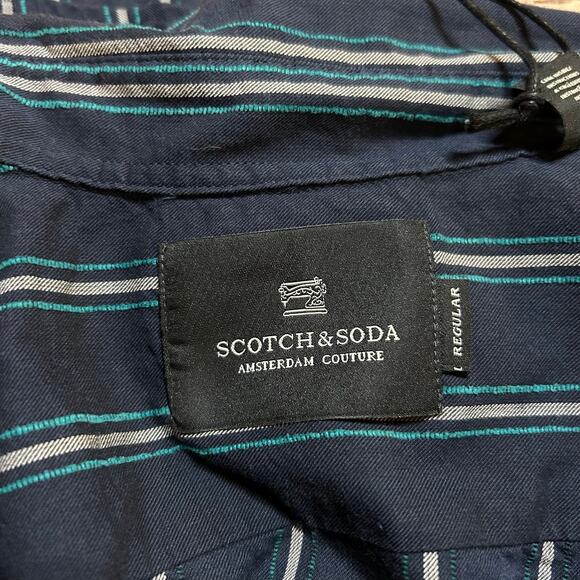 SCOTCH & SODA
AMSTERDAM COUTURE
L REGULAR